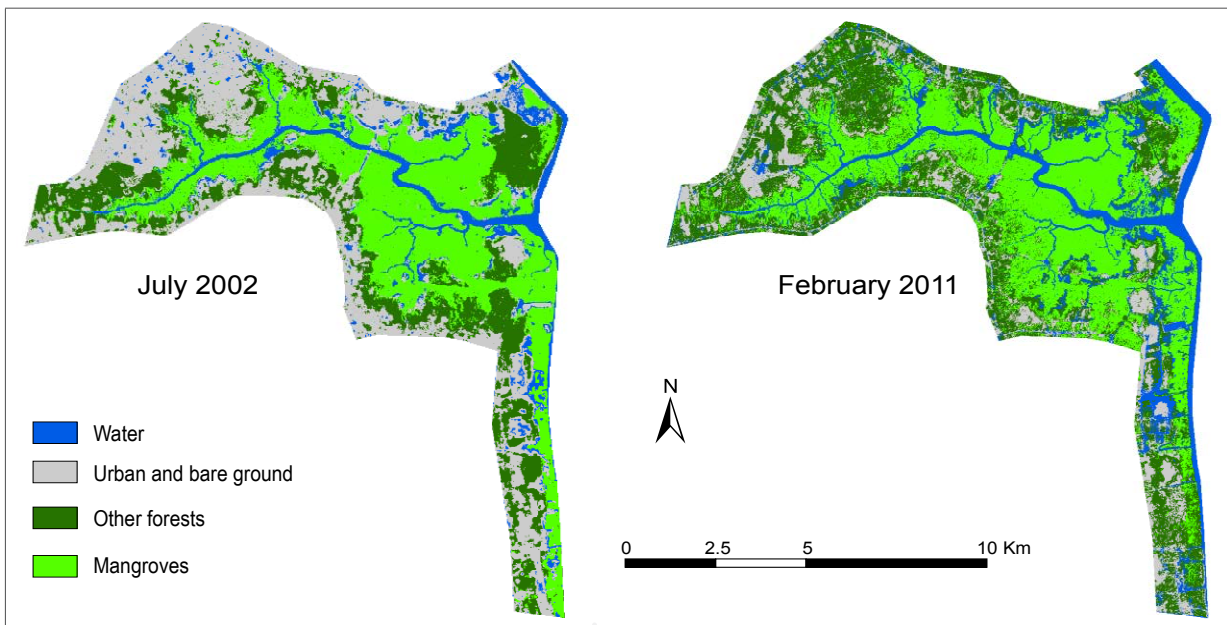 July 2002
February 2011
N
Water
Urban and bare ground
Other forests
Mangroves
0 2.5 5 10 Km